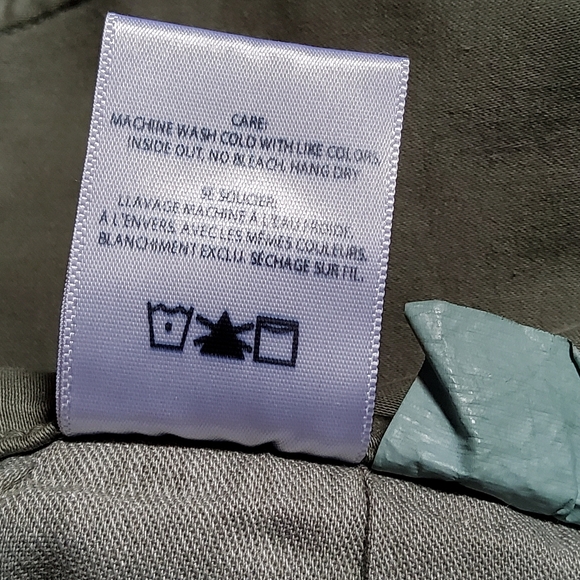 CARE:
MACHINE WASH COLD WITH LIKE COLORS,
INSIDE OUT, NO BLEACH, HANG DRY
SE SOUCIER:
LLAVAGE MACHINE À L'EAU FROIDE,
À L'ENVERS, AVEC LES MÊMES COULEURS.
BLANCHIMENT EXCLU. SÉCHAGE SUR FIL.